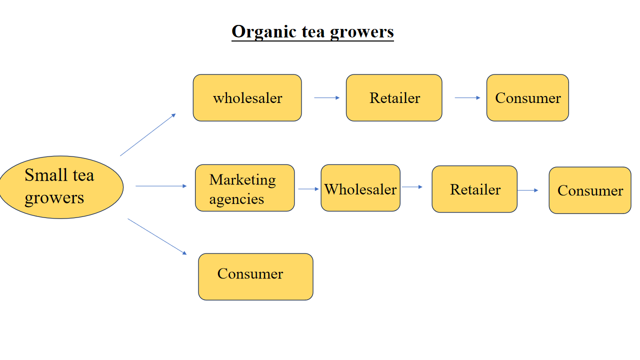 Organic tea growers
wholesaler
Retailer
Consumer
Small tea
growers
Marketing
agencies
Wholesaler
Retailer
Consumer
Consumer